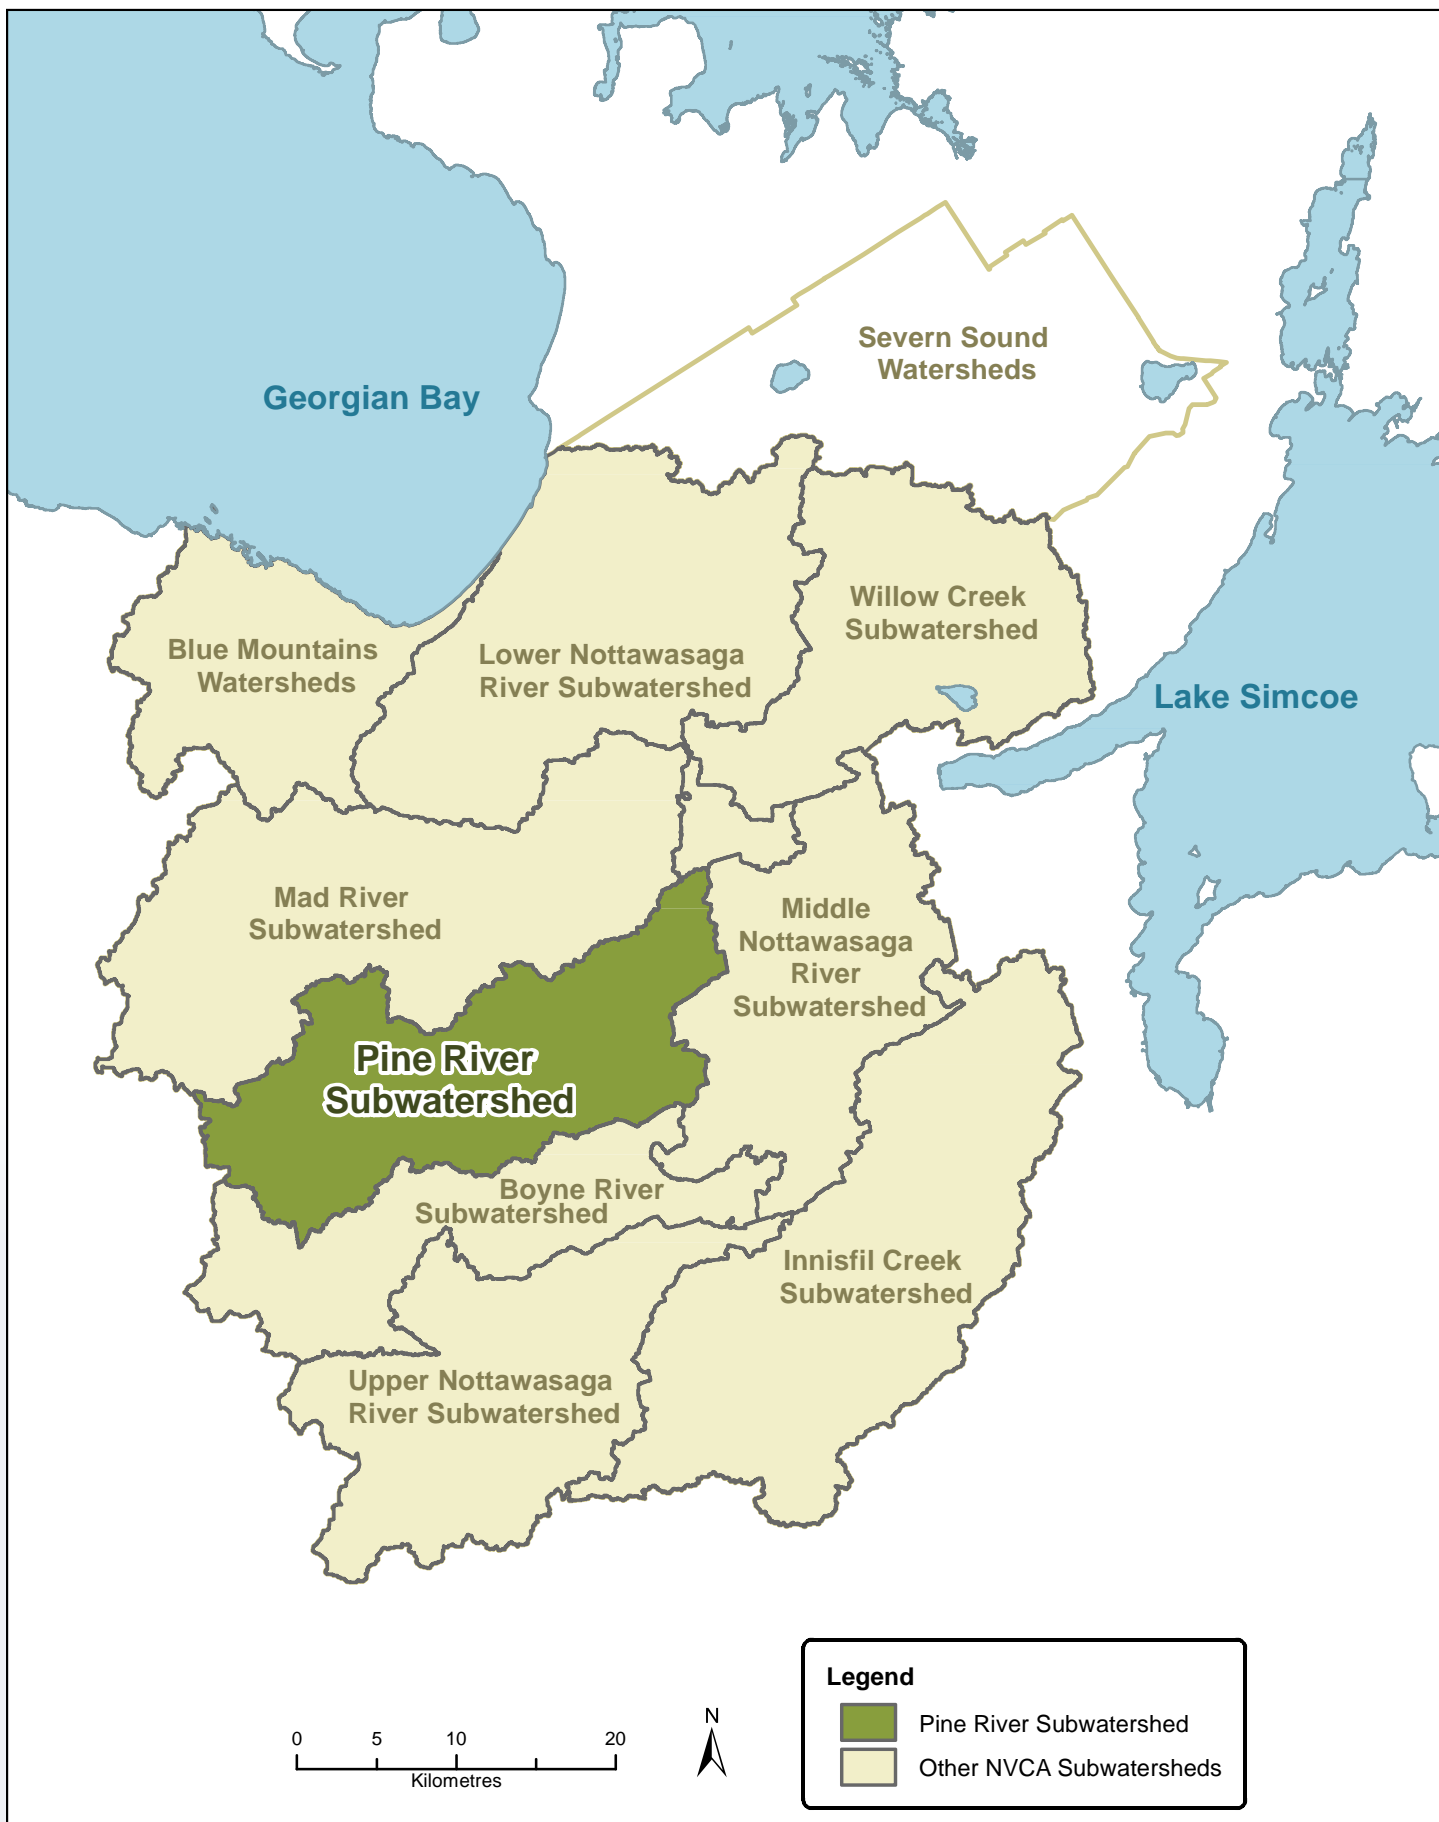 Severn Sound
Watersheds
Georgian Bay
Willow Creek
Subwatershed
Blue Mountains
Watersheds
Lower Nottawasaga
River Subwatershed
Lake Simcoe
Mad River
Subwatershed
Middle
Nottawasaga
River
Subwatershed
Pine River
Subwatershed
Boyne River
Subwatershed
Innisfil Creek
Subwatershed
Upper Nottawasaga
River Subwatershed
Legend
Pine River Subwatershed
Other NVCA Subwatersheds
0 5 10 20
Kilometres
N